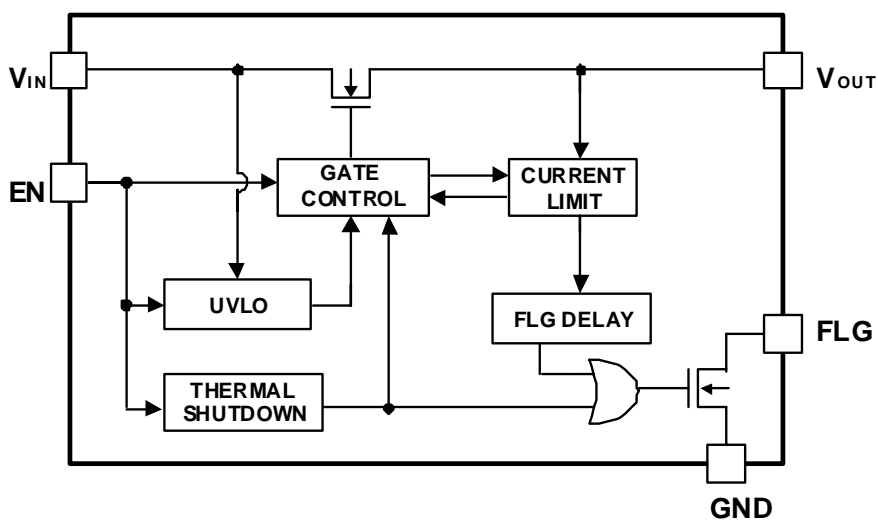 VIN
VOUT
EN
GATE
CONTROL
CURRENT
LIMIT
UVLO
FLG DELAY
FLG
THERMAL
SHUTDOWN
GND